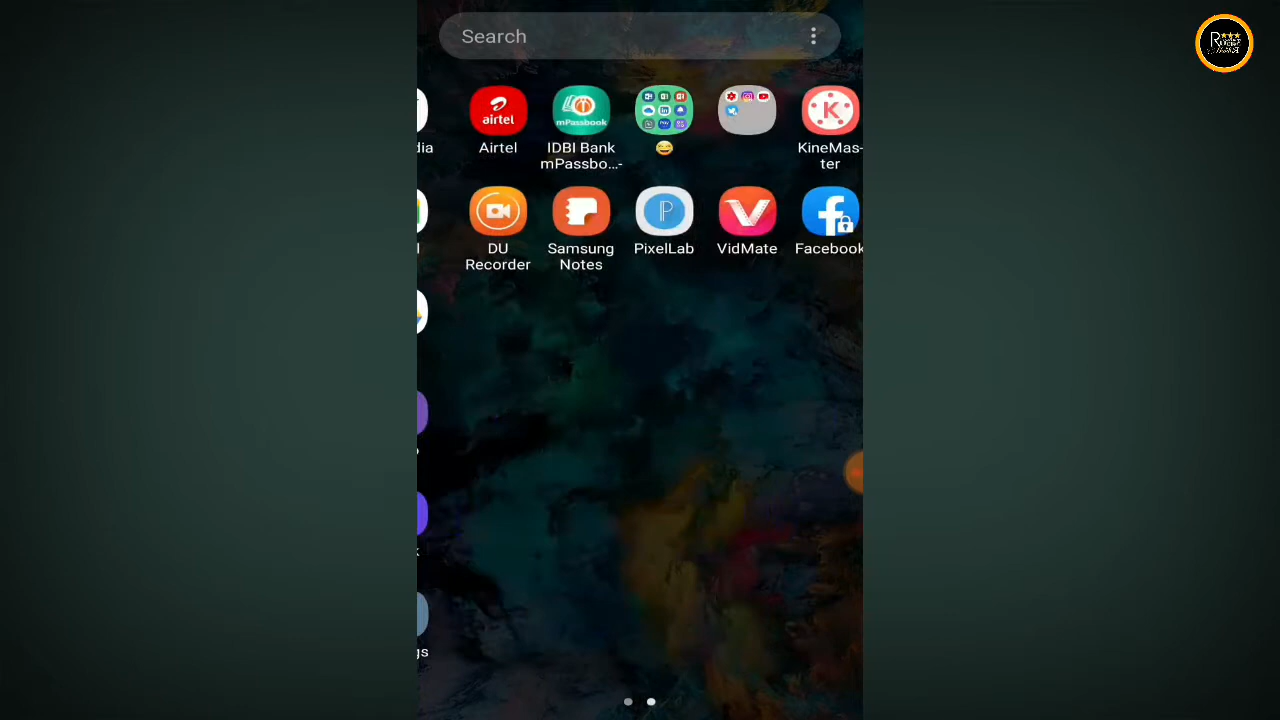 Search
airtel
mPassbook
K
dia
Airtel
IDBI Bank
mPassbo...-
😅
KineMas-
ter
P
DU
Recorder
Samsung
Notes
PixelLab
VidMate
Facebook
gs